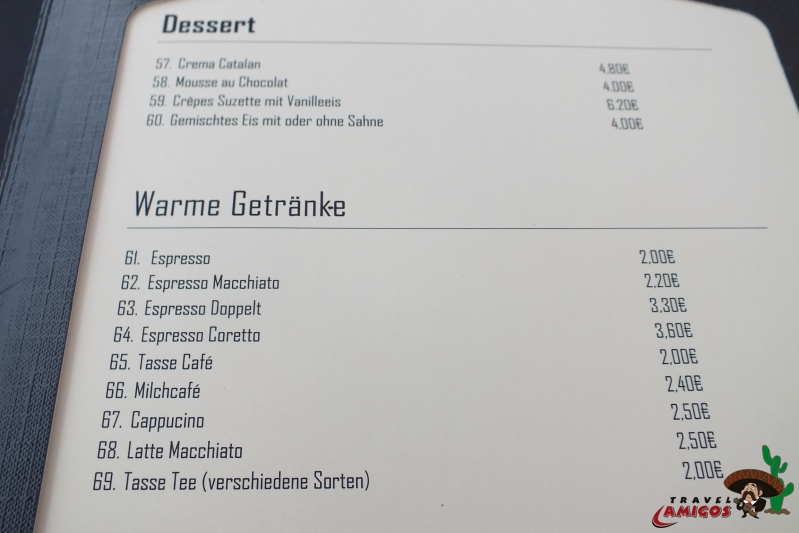 Dessert
57. Crema Catalan 4.80€
58. Mousse au Chocolat 4.00€
59. Crêpes Suzette mit Vanilleeis 6.20€
60. Gemischtes Eis mit oder ohne Sahne 4.00€
Warme Getränke
61. Espresso 2,00€
62. Espresso Macchiato 2,20€
63. Espresso Doppelt 3,30€
64. Espresso Coretto 3,60€
65. Tasse Café 2,00€
66. Milchcafé 2,40€
67. Cappucino 2,50€
68. Latte Macchiato 2,50€
69. Tasse Tee (verschiedene Sorten) 2,00€
TRAVEL
AMIGOS